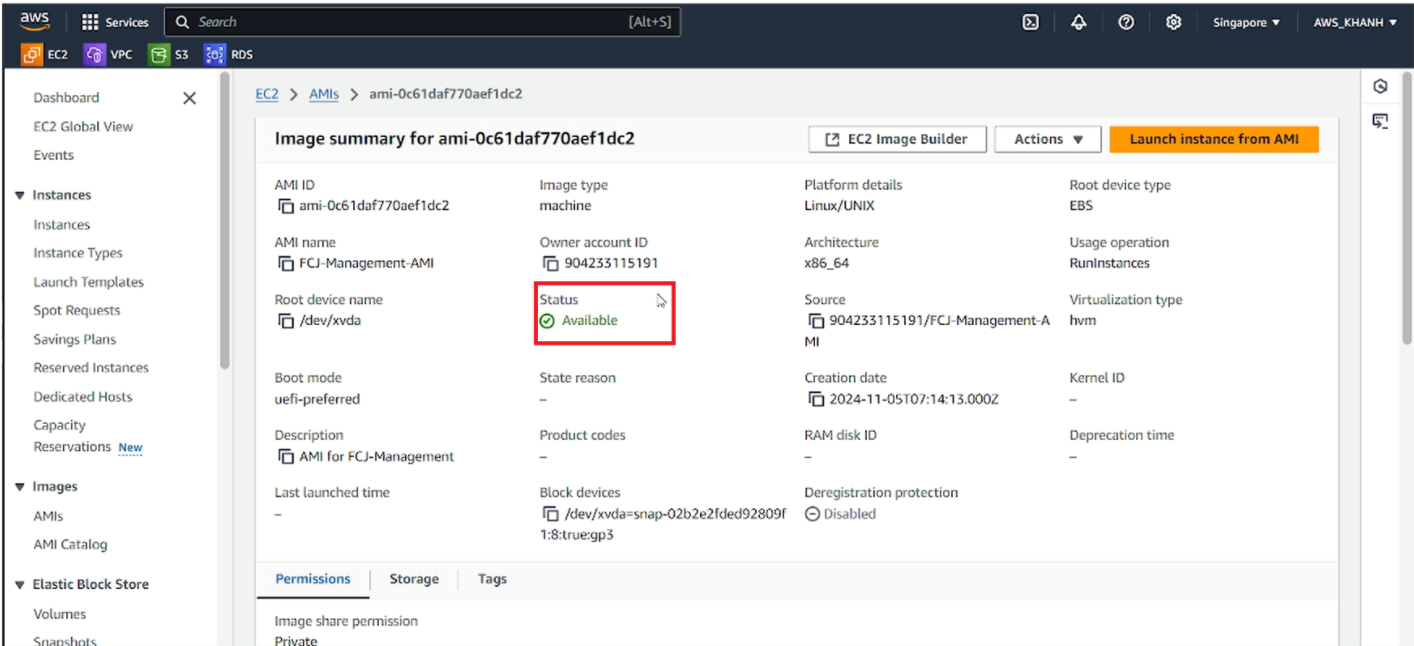 aws
Services
Search
[Alt+S]
Singapore
AWS_KHANH
EC2
VPC
S3
RDS
Dashboard
EC2 Global View
Events
Instances
Instances
Instance Types
Launch Templates
Spot Requests
Savings Plans
Reserved Instances
Dedicated Hosts
Capacity
Reservations New
Images
AMIs
AMI Catalog
Elastic Block Store
Volumes
Snapshots
EC2 > AMIs > ami-0c61daf770aef1dc2
Image summary for ami-0c61daf770aef1dc2
EC2 Image Builder
Actions
Launch instance from AMI
AMI ID
ami-0c61daf770aef1dc2
Image type
machine
Platform details
Linux/UNIX
Root device type
EBS
AMI name
FCJ-Management-AMI
Owner account ID
904233115191
Architecture
x86_64
Usage operation
RunInstances
Root device name
/dev/xvda
Status
Available
Source
904233115191/FCJ-Management-A
MI
Virtualization type
hvm
Boot mode
uefi-preferred
State reason
–
Creation date
2024-11-05T07:14:13.000Z
Kernel ID
–
Description
AMI for FCJ-Management
Product codes
–
RAM disk ID
–
Deprecation time
–
Last launched time
–
Block devices
/dev/xvda=snap-02b2e2fded92809f
1:8:true:gp3
Deregistration protection
Disabled
Permissions
Storage
Tags
Image share permission
Private